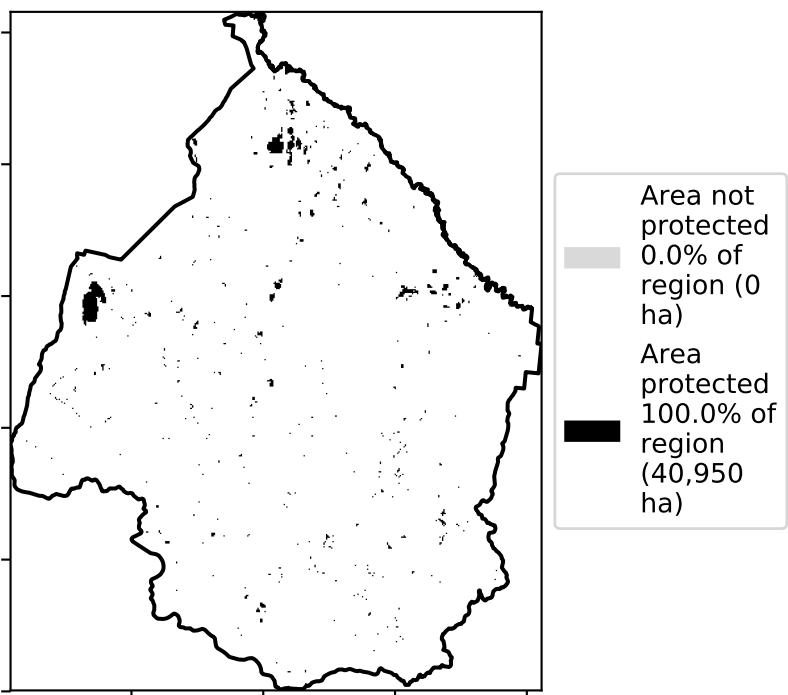 Area not
protected
0.0% of
region (0
ha)
Area
protected
100.0% of
region
(40,950
ha)